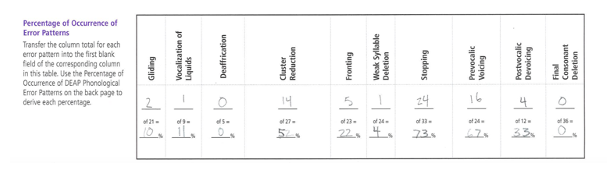 Percentage of Occurrence of
Error Patterns
Transfer the column total for each
error pattern into the first blank
field of the corresponding column
in this table. Use the Percentage of
Occurrence of DEAP Phonological
Error Patterns on the back page to
derive each percentage.
Gliding
Vocalization of
Liquids
Deaffrication
Cluster
Reduction
Fronting
Weak Syllable
Deletion
Stopping
Prevocalic
Voicing
Postvocalic
Devoicing
Final
Consonant
Deletion
2 1 0 14 5 1 24 16 4 0
of 21 = of 9 = of 5 = of 27 = of 23 = of 24 = of 33 = of 24 = of 12 = of 36 =
10 % 11 % 0 % 52 % 22 % 4 % 73 % 67 % 33 % 0 %